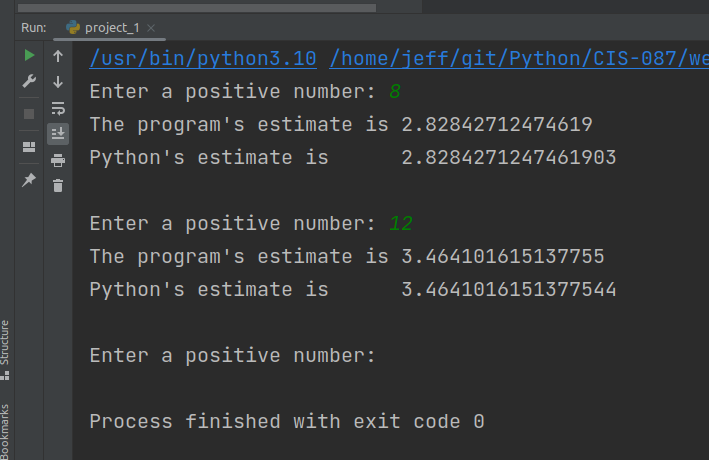 Run: project_1
/usr/bin/python3.10 /home/jeff/git/Python/CIS-087/we
Enter a positive number: 8
The program's estimate is 2.82842712474619
Python's estimate is      2.8284271247461903
Enter a positive number: 12
The program's estimate is 3.464101615137755
Python's estimate is      3.4641016151377544
Enter a positive number:
Process finished with exit code 0
Structure
Bookmarks